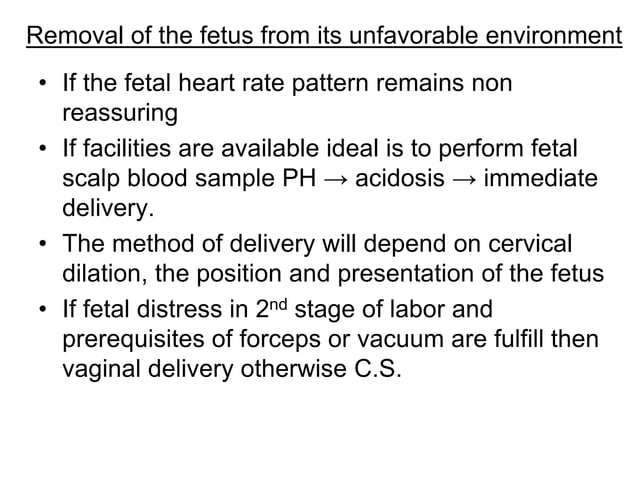 Removal of the fetus from its unfavorable environment
• If the fetal heart rate pattern remains non
reassuring
• If facilities are available ideal is to perform fetal
scalp blood sample PH → acidosis → immediate
delivery.
• The method of delivery will depend on cervical
dilation, the position and presentation of the fetus
• If fetal distress in 2nd stage of labor and
prerequisites of forceps or vacuum are fulfill then
vaginal delivery otherwise C.S.